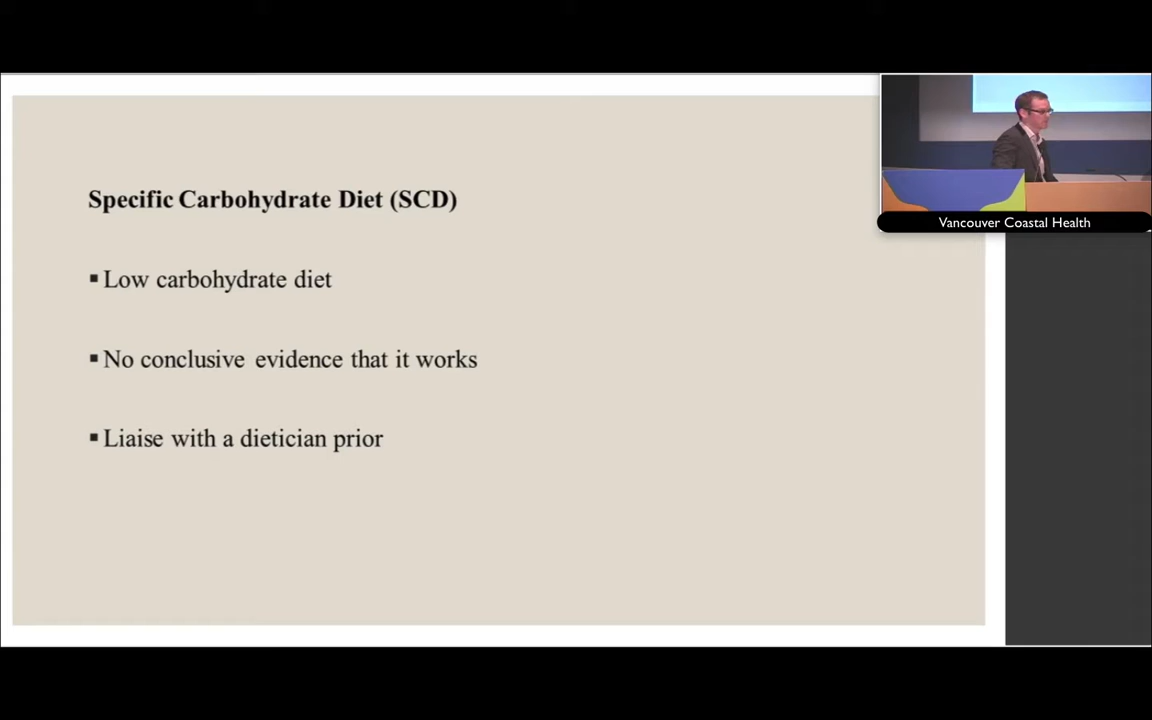 Specific Carbohydrate Diet (SCD)
Low carbohydrate diet
No conclusive evidence that it works
Liaise with a dietician prior
Vancouver Coastal Health